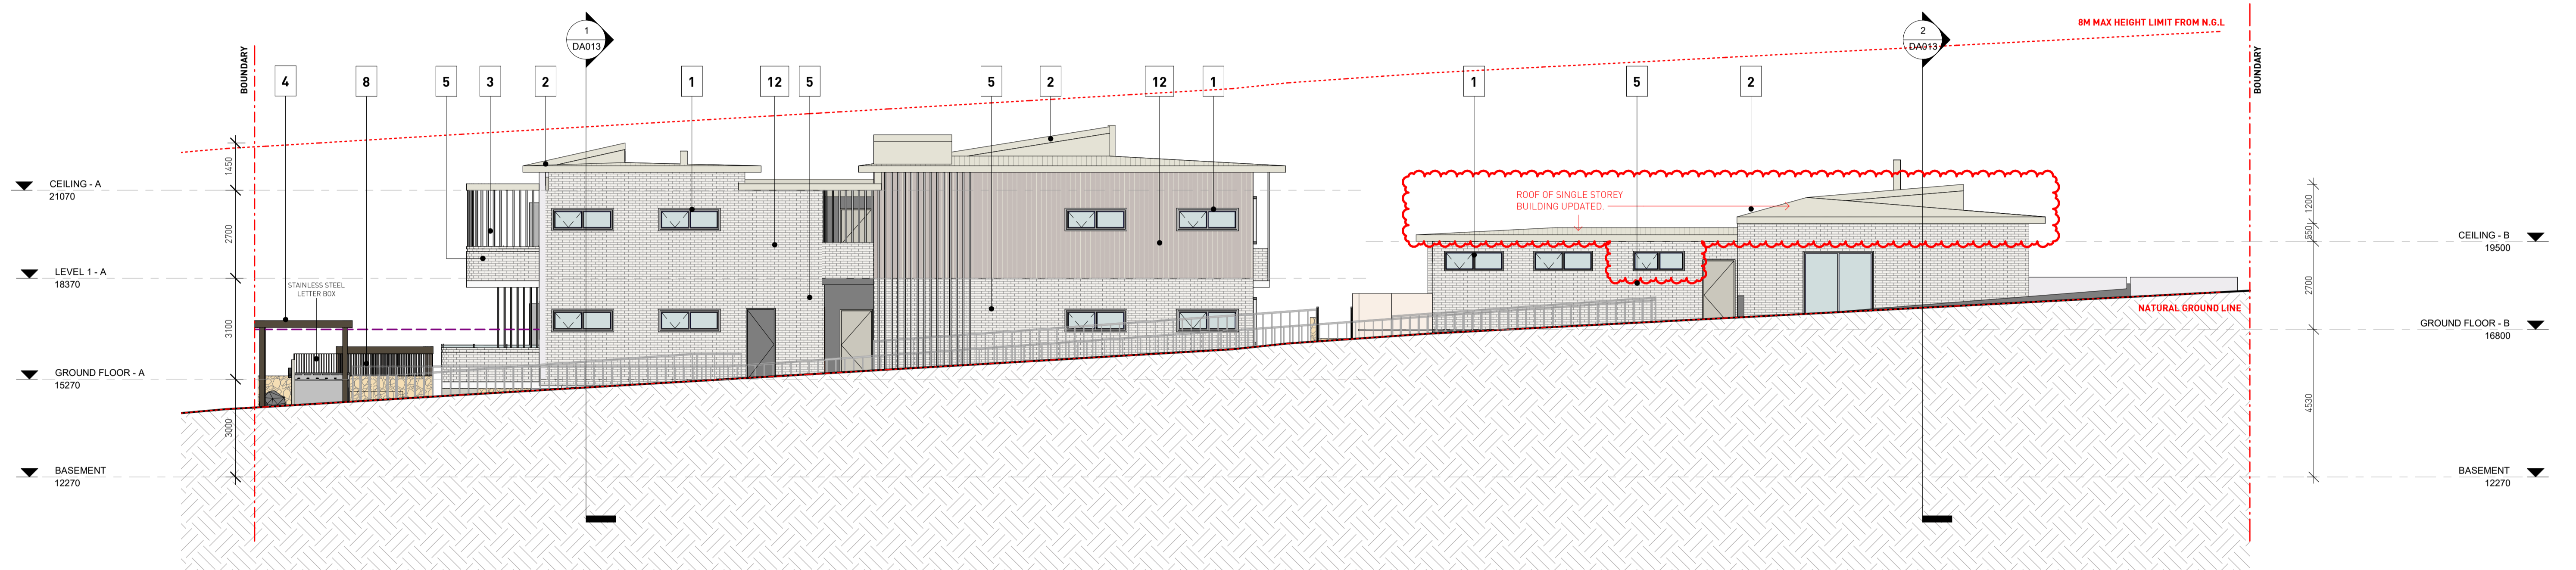 8M MAX HEIGHT LIMIT FROM N.G.L
1
DA013
2
DA013
BOUNDARY
BOUNDARY
4
8
5
3
2
1
12
5
5
2
12
1
1
5
2
1450
CEILING - A
21070
2700
LEVEL 1 - A
18370
STAINLESS STEEL
LETTER BOX
3100
GROUND FLOOR - A
15270
3000
BASEMENT
12270
ROOF OF SINGLE STOREY
BUILDING UPDATED.
1200
550
CEILING - B
19500
2700
NATURAL GROUND LINE
GROUND FLOOR - B
16800
4530
BASEMENT
12270